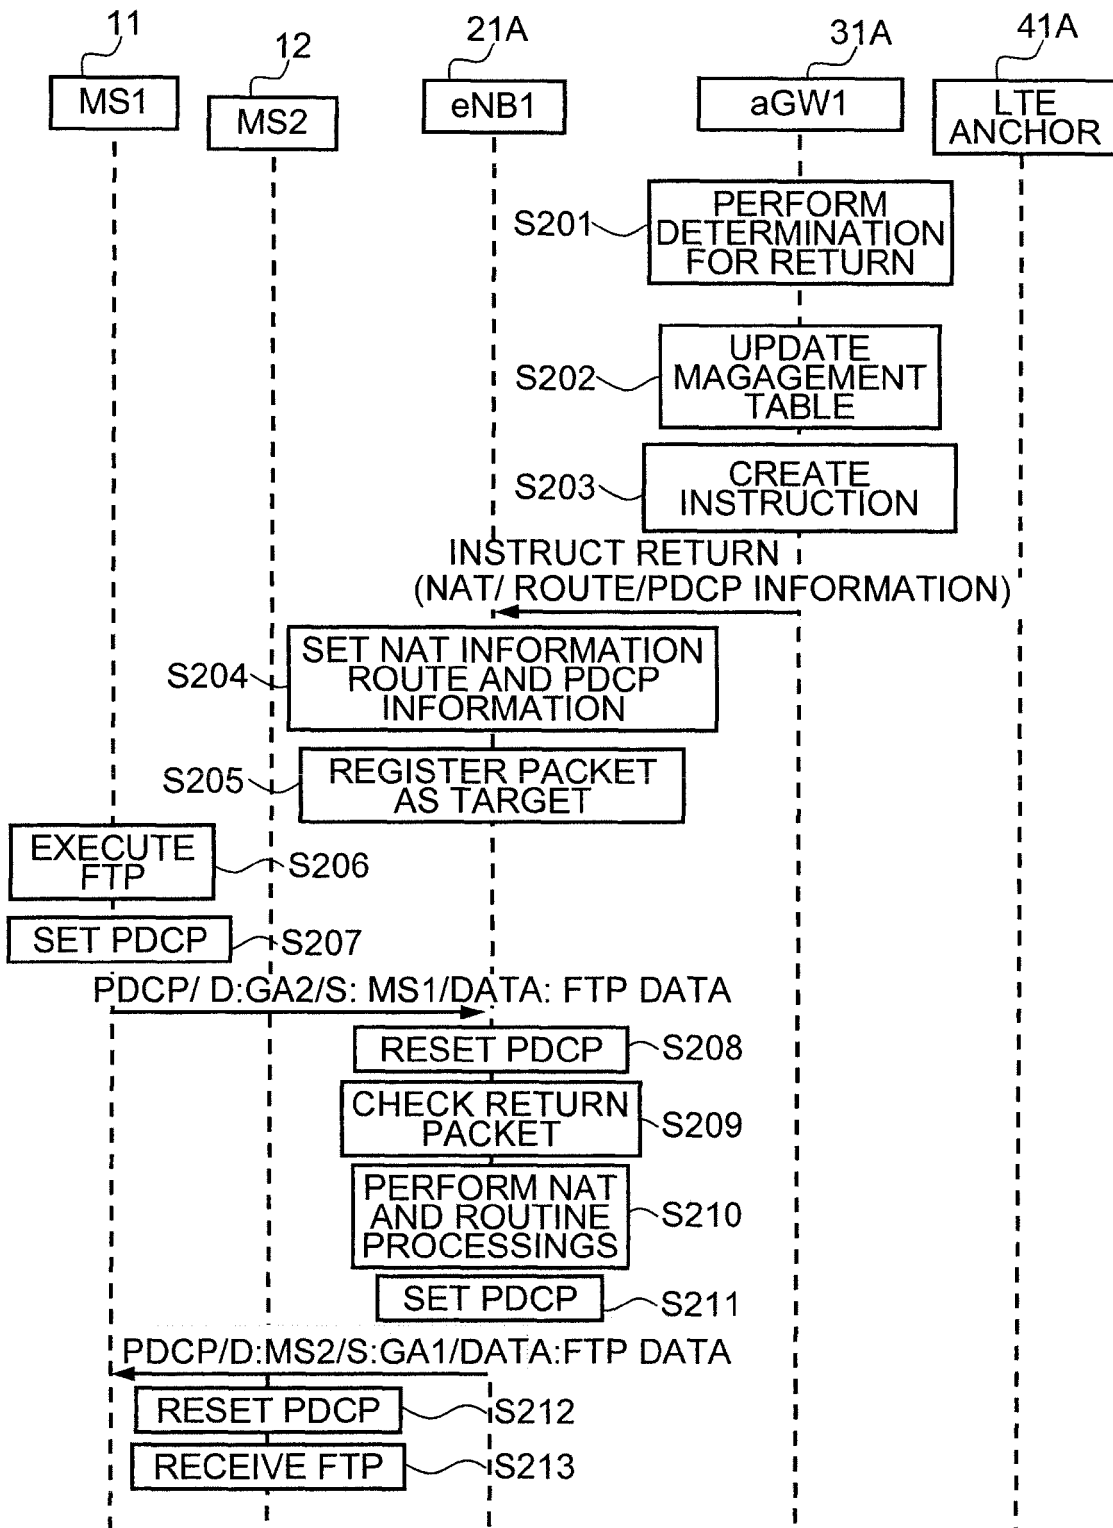 11
12
21A
31A
41A
MS1
MS2
eNB1
aGW1
LTE
ANCHOR
S201
PERFORM
DETERMINATION
FOR RETURN
S202
UPDATE
MAGAGEMENT
TABLE
S203
CREATE
INSTRUCTION
INSTRUCT RETURN
(NAT/ ROUTE/PDCP INFORMATION)
S204
SET NAT INFORMATION
ROUTE AND PDCP
INFORMATION
S205
REGISTER PACKET
AS TARGET
EXECUTE
FTP
S206
SET PDCP
S207
PDCP/ D:GA2/S: MS1/DATA: FTP DATA
RESET PDCP
S208
CHECK RETURN
PACKET
S209
PERFORM NAT
AND ROUTINE
PROCESSINGS
S210
SET PDCP
S211
PDCP/D:MS2/S:GA1/DATA:FTP DATA
RESET PDCP
S212
RECEIVE FTP
S213